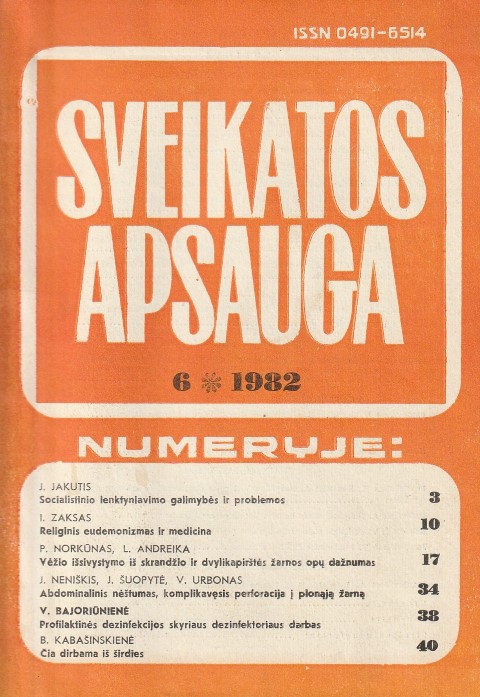 ISSN 0491-6514
SVEIKATOS
APSAUGA
6 1982
NUMERYJE:
J. JAKUTIS
Socialistinio lenktyniavimo galimybės ir problemos 3
I. ZAKSAS
Religinis eudemonizmas ir medicina 10
P. NORKŪNAS, L. ANDREIKA
Vėžio išsivystymo iš skrandžio ir dvylikapirštės žarnos opų dažnumas 17
J. NENIŠKIS, J. ŠUOPYTĖ, V. URBONAS
Abdominalinis nėštumas, komplikavęsis perforacija į plonąją žarną 34
V. BAJORIŪNIENĖ
Profilaktinės dezinfekcijos skyriaus dezinfektoriaus darbas 38
B. KABAŠINSKIENĖ
Čia dirbama iš širdies 40